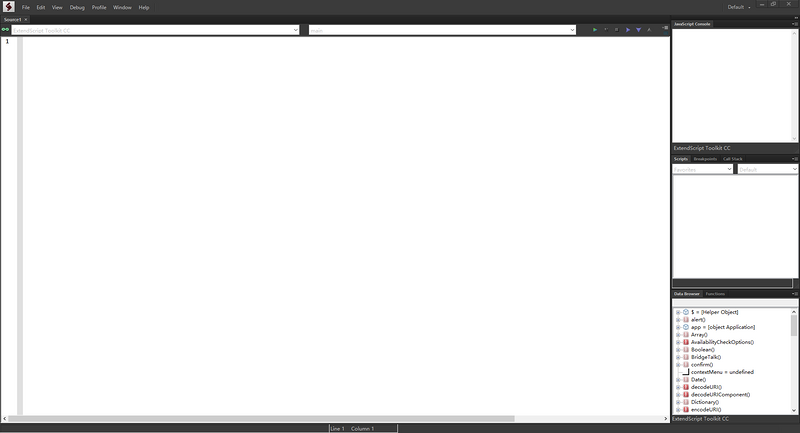 File Edit View Debug Profile Window Help Default
Source1 ×
ExtendScript Toolkit CC main
1
JavaScript Console
ExtendScript Toolkit CC
Scripts Breakpoints Call Stack
Favorites Default
Data Browser Functions
$ = [Helper Object]
alert()
app = [object Application]
Array()
AvailabilityCheckOptions()
Boolean()
BridgeTalk()
confirm()
contextMenu = undefined
Date()
decodeURI()
decodeURIComponent()
Dictionary()
encodeURI()
ExtendScript Toolkit CC
Line 1 Column 1